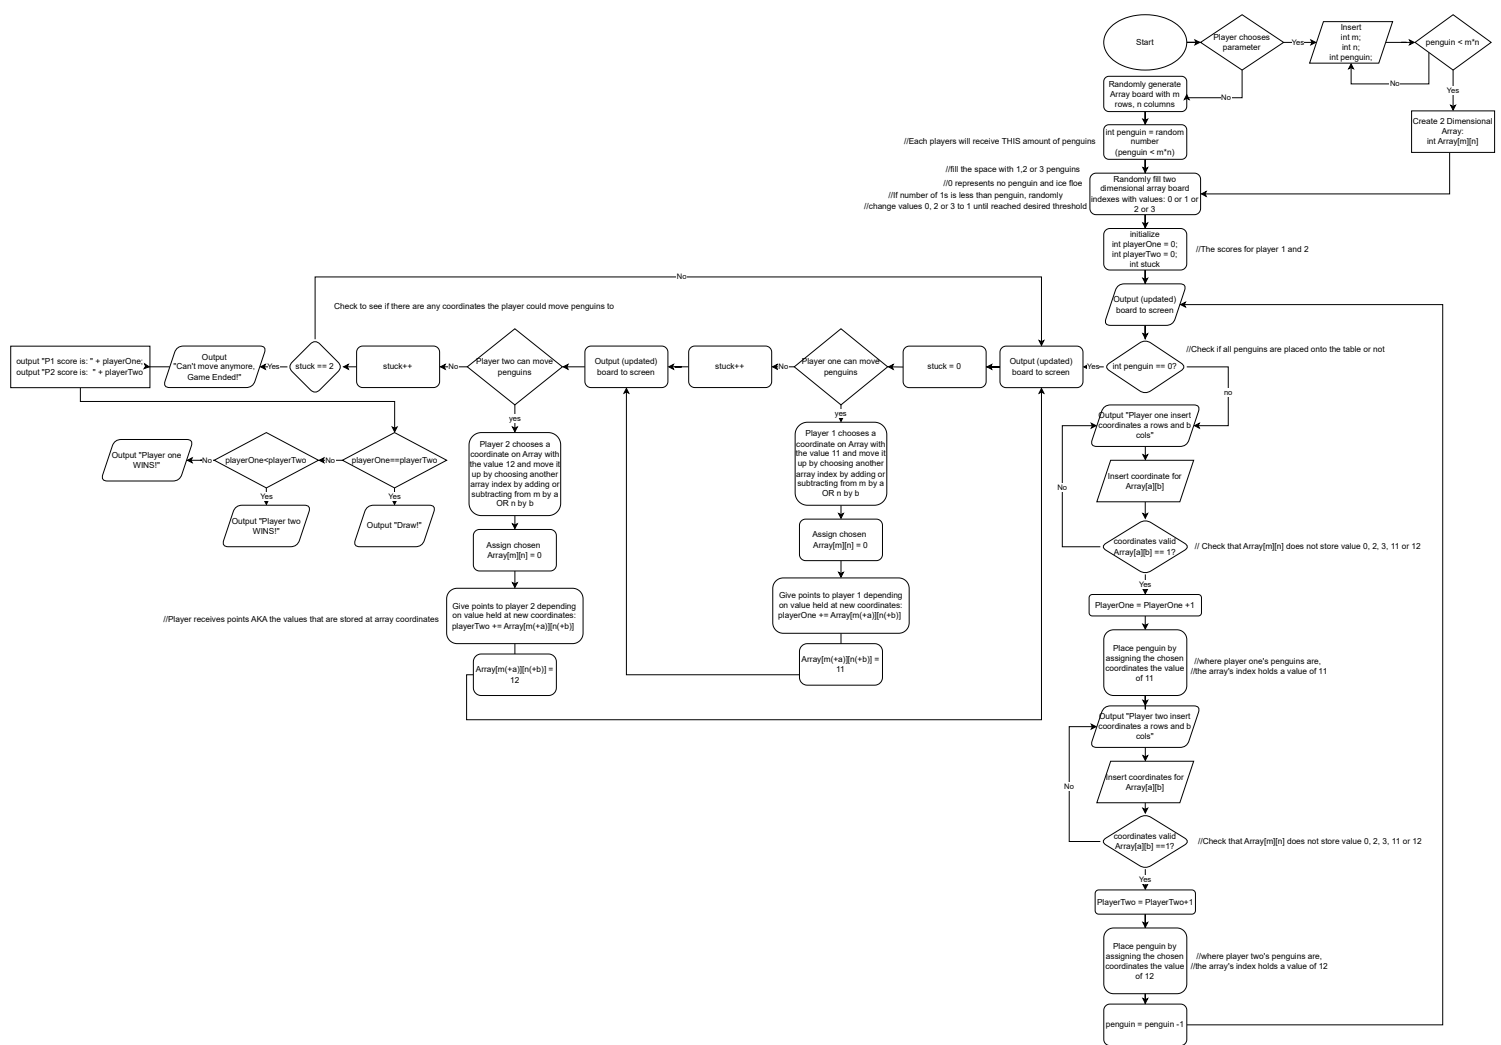 Start
Player chooses
parameter
Yes
Insert
int m;
int n;
int penguin;
penguin < m*n
No
Yes
Create 2 Dimensional
Array:
int Array[m][n]
No
Randomly generate
Array board with m
rows, n columns
//Each players will receive THIS amount of penguins
int penguin = random
number
(penguin < m*n)
//fill the space with 1,2 or 3 penguins
//0 represents no penguin and ice floe
//If number of 1s is less than penguin, randomly
//change values 0, 2 or 3 to 1 until reached desired threshold
Randomly fill two
dimensional array board
indexes with values: 0 or 1 or
2 or 3
initialize
int playerOne = 0;
int playerTwo = 0;
int stuck
//The scores for player 1 and 2
Output (updated)
board to screen
//Check if all penguins are placed onto the table or not
int penguin == 0?
Yes
no
Output (updated)
board to screen
stuck = 0
Player one can move
penguins
No
stuck++
Output (updated)
board to screen
Player two can move
penguins
No
stuck++
stuck == 2
No
Check to see if there are any coordinates the player could move penguins to
Yes
Output
"Can't move anymore,
Game Ended!"
output "P1 score is: " + playerOne;
output "P2 score is:  " + playerTwo
playerOne==playerTwo
No
playerOne<playerTwo
No
Output "Player one
WINS!"
Yes
Output "Player two
WINS!"
Yes
Output "Draw!"
yes
Player 2 chooses a
coordinate on Array with
the value 12 and move it
up by choosing another
array index by adding or
subtracting from m by a
OR n by b
Assign chosen
Array[m][n] = 0
Give points to player 2 depending
on value held at new coordinates:
playerTwo += Array[m(+a)][n(+b)]
//Player receives points AKA the values that are stored at array coordinates
Array[m(+a)][n(+b)] =
12
yes
Player 1 chooses a
coordinate on Array with
the value 11 and move it
up by choosing another
array index by adding or
subtracting from m by a
OR n by b
Assign chosen
Array[m][n] = 0
Give points to player 1 depending
on value held at new coordinates:
playerOne += Array[m(+a)][n(+b)]
Array[m(+a)][n(+b)] =
11
Output "Player one insert
coordinates a rows and b
cols"
Insert coordinate for
Array[a][b]
No
coordinates valid
Array[a][b] == 1?
// Check that Array[m][n] does not store value 0, 2, 3, 11 or 12
Yes
PlayerOne = PlayerOne +1
Place penguin by
assigning the chosen
coordinates the value
of 11
//where player one's penguins are,
//the array's index holds a value of 11
Output "Player two insert
coordinates a rows and b
cols"
Insert coordinates for
Array[a][b]
No
coordinates valid
Array[a][b] ==1?
//Check that Array[m][n] does not store value 0, 2, 3, 11 or 12
Yes
PlayerTwo = PlayerTwo+1
Place penguin by
assigning the chosen
coordinates the value
of 12
//where player two's penguins are,
//the array's index holds a value of 12
penguin = penguin -1